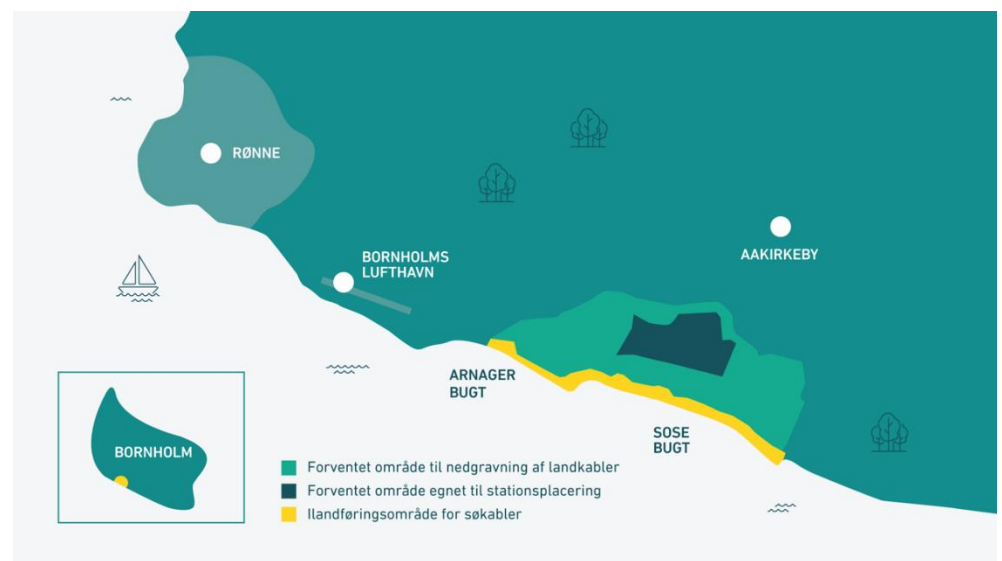 RØNNE
BORNHOLMS
LUFTHAVN
AAKIRKEBY
ARNAGER
BUGT
SOSE
BUGT
BORNHOLM
Forventet område til nedgravning af landkabler
Forventet område egnet til stationsplacering
Ilandføringsområde for søkabler